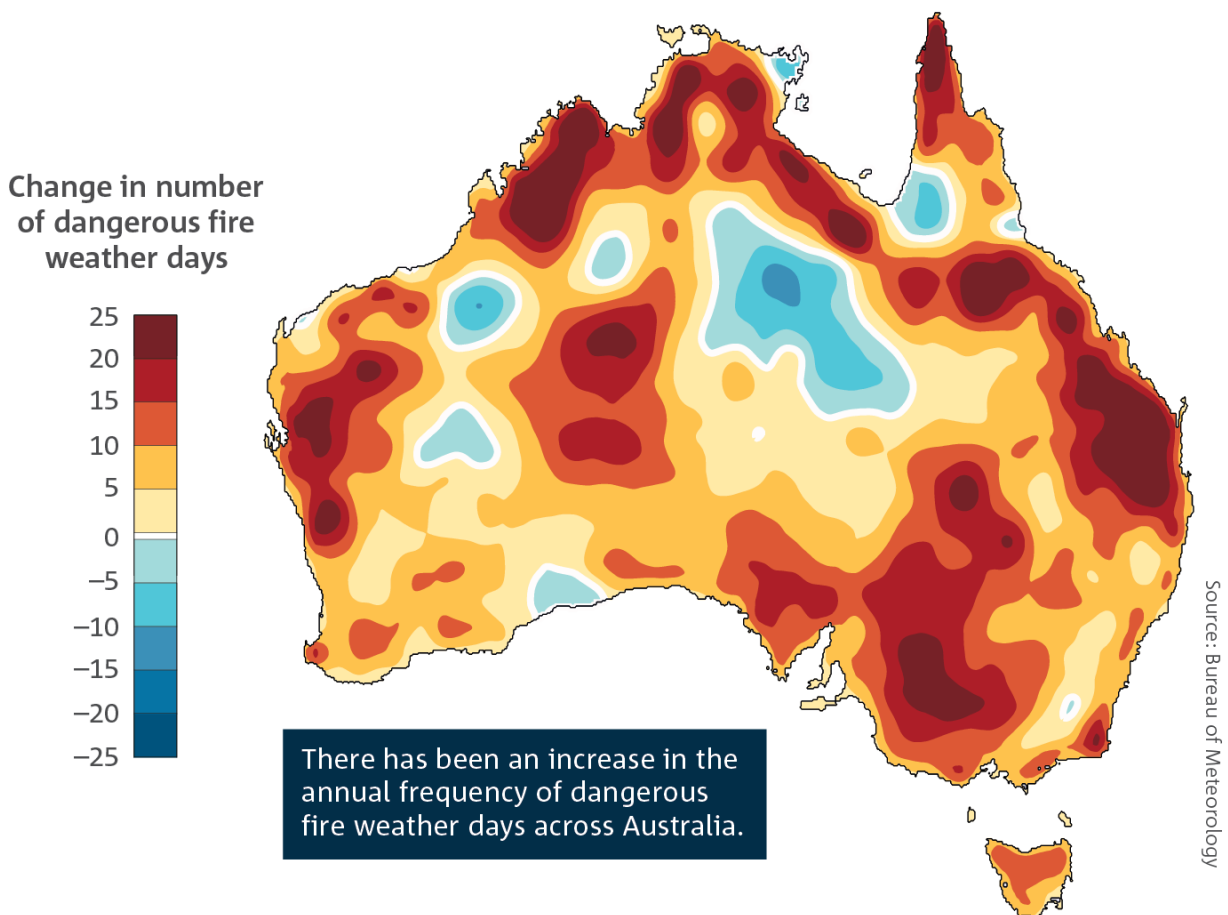 Change in number
of dangerous fire
weather days
25
20
15
10
5
0
−5
−10
−15
−20
−25
There has been an increase in the
annual frequency of dangerous
fire weather days across Australia.
Source: Bureau of Meteorology